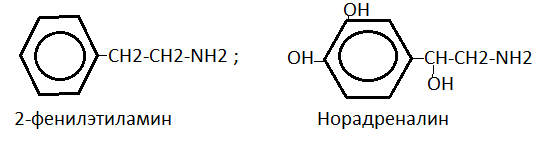 OH
-CH2-CH2-NH2 ; OH -CH-CH2-NH2
OH
2-фенилэтиламин Норадреналин